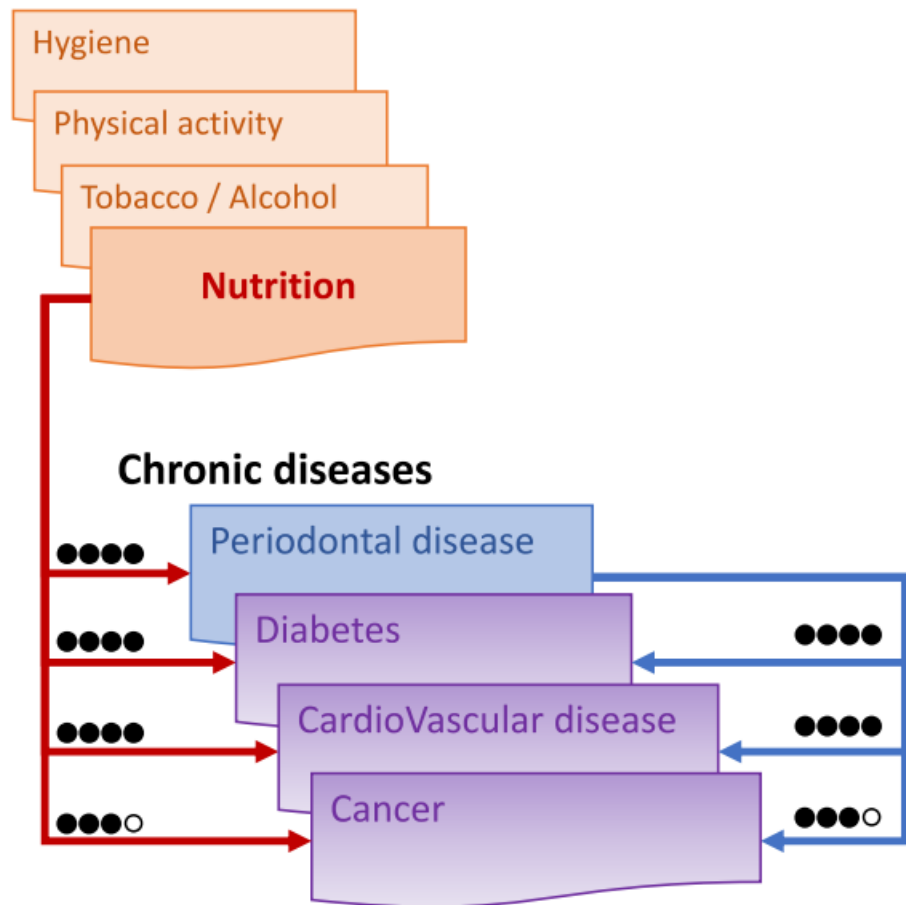 Hygiene
Physical activity
Tobacco / Alcohol
Nutrition
Chronic diseases
Periodontal disease
Diabetes
CardioVascular disease
Cancer